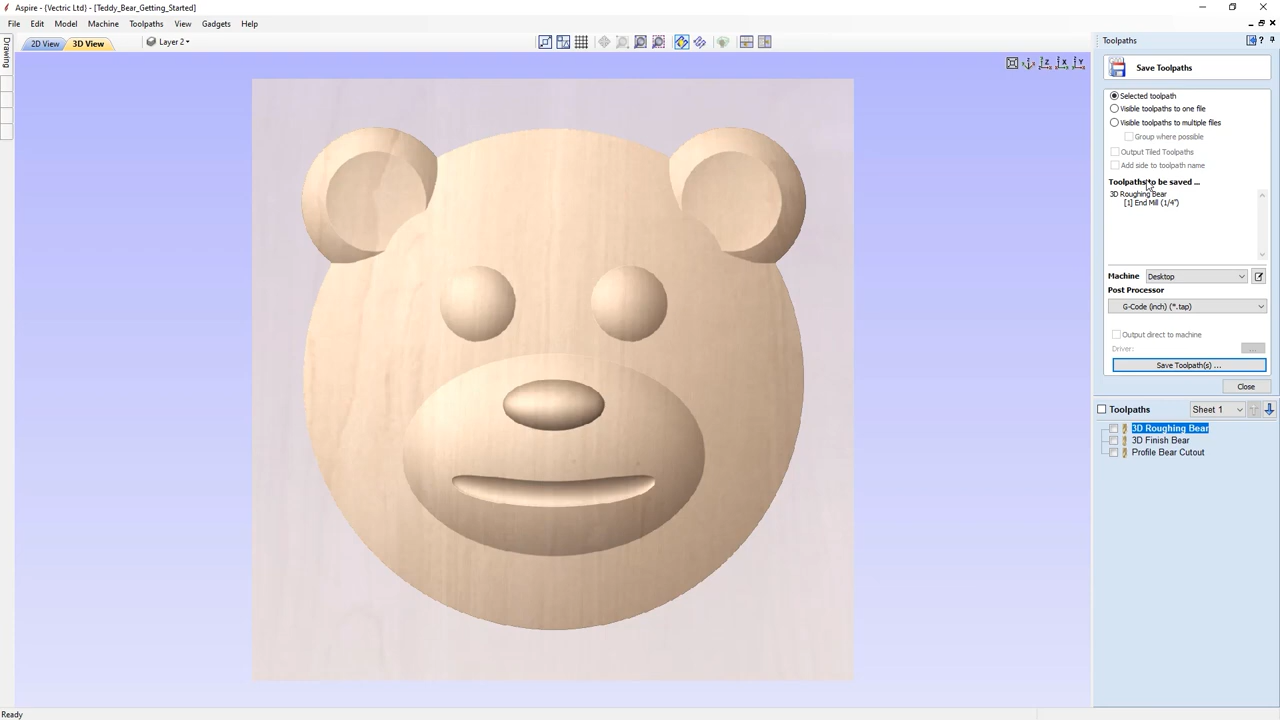 Aspire - {Vectric Ltd} - [Teddy_Bear_Getting_Started]
File Edit Model Machine Toolpaths View Gadgets Help
2D View 3D View Layer 2
Drawing
Toolpaths
Save Toolpaths
Selected toolpath
Visible toolpaths to one file
Visible toolpaths to multiple files
Group where possible
Output Tiled Toolpaths
Add side to toolpath name
Toolpaths to be saved ...
3D Roughing Bear
[1] End Mill (1/4")
Machine Desktop
Post Processor
G-Code (inch) (*.tap)
Output direct to machine
Driver: ...
Save Toolpath(s) ...
Close
Toolpaths Sheet 1
3D Roughing Bear
3D Finish Bear
Profile Bear Cutout
Ready